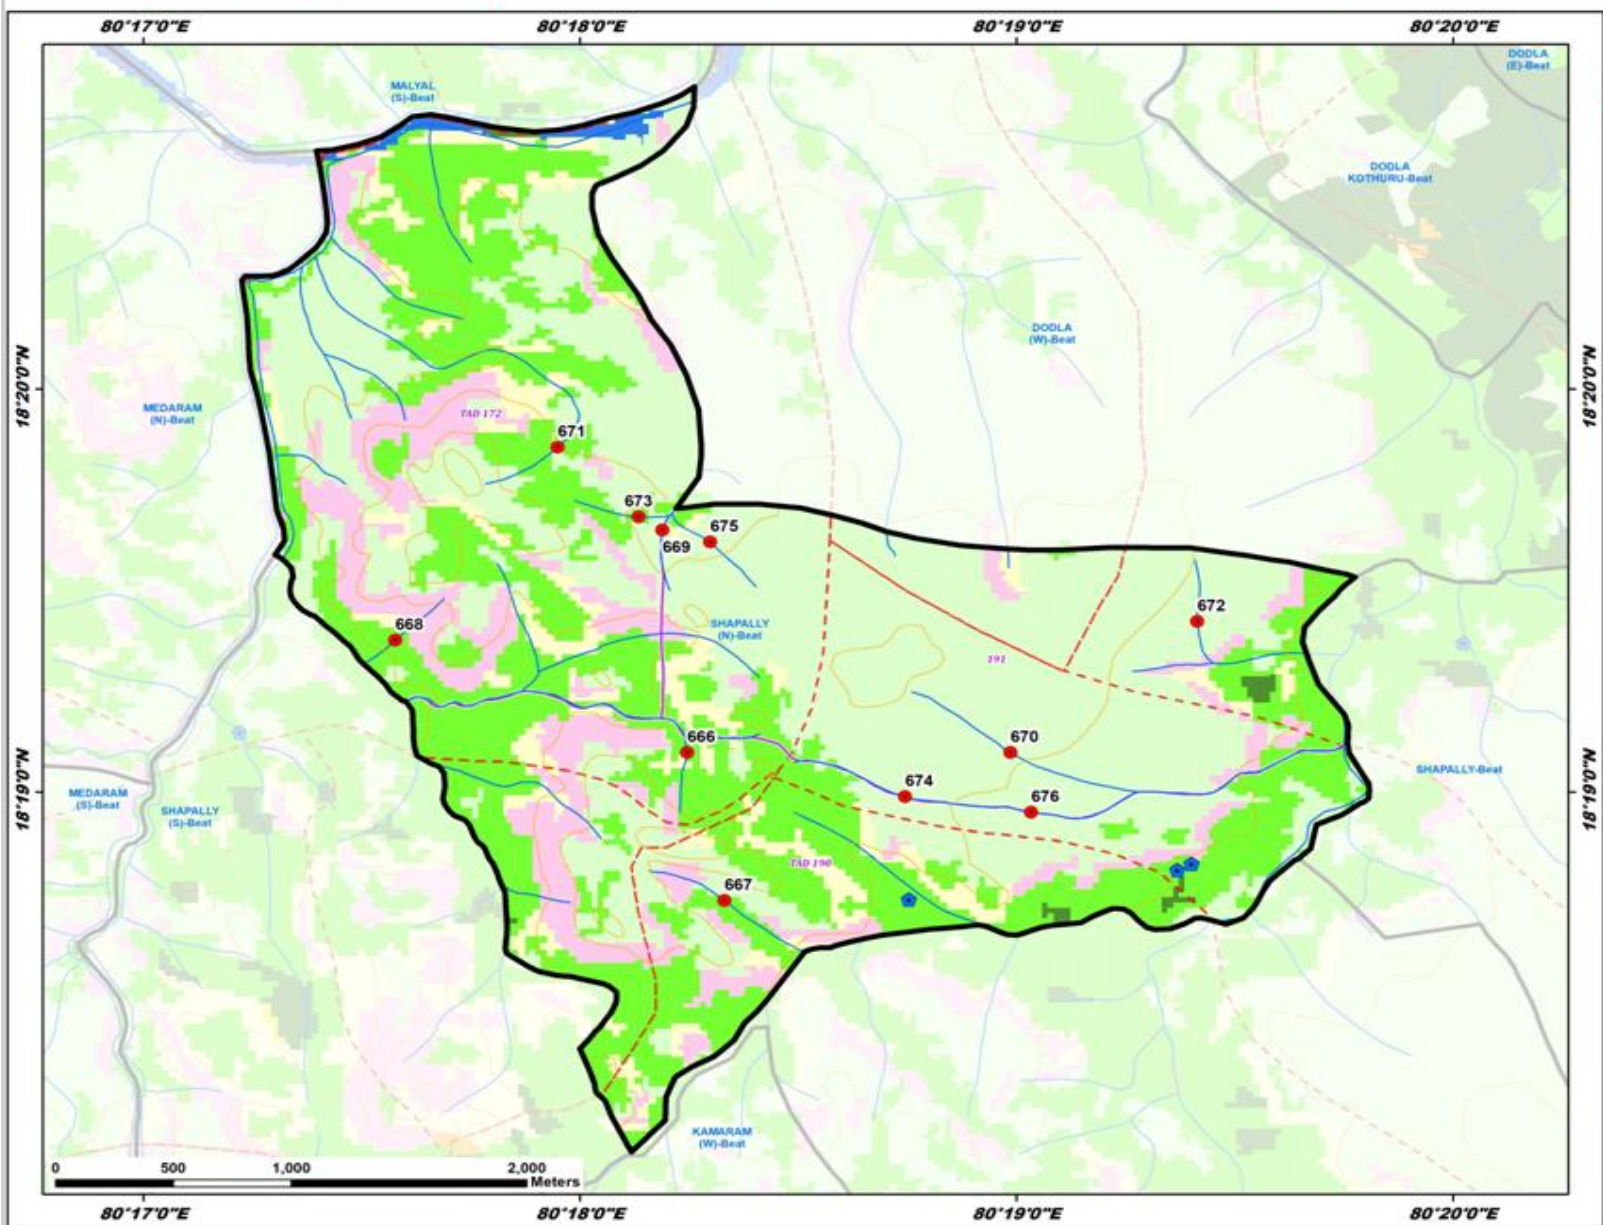 80°17'0"E 80°18'0"E 80°19'0"E 80°20'0"E
DODLA
(E)-Beat
MALYAL
(S)-Beat
DODLA
KOTHURU-Beat
DODLA
(W)-Beat
18°20'0"N 18°20'0"N
MEDARAM
(N)-Beat
TAD 172
671
673
675
669
672
668
SHAPALLY
(N)-Beat
191
666
670
SHAPALLY-Beat
674
676
18°19'0"N 18°19'0"N
MEDARAM
(S)-Beat
SHAPALLY
(S)-Beat
TAD 190
667
KAMARAM
(W)-Beat
0 500 1,000 2,000
Meters
80°17'0"E 80°18'0"E 80°19'0"E 80°20'0"E